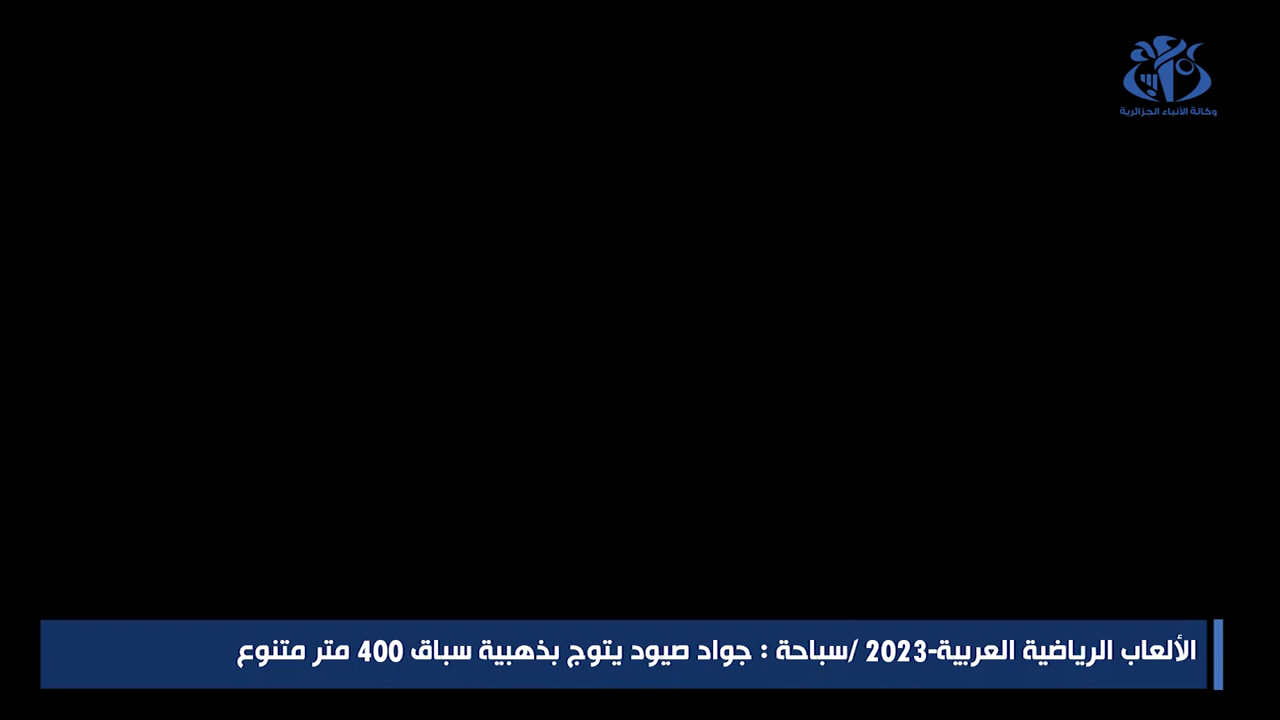 وكالة الأنباء الجزائرية
الألعاب الرياضية العربية-2023 /سباحة : جواد صيود يتوج بذهبية سباق 400 متر متنوع